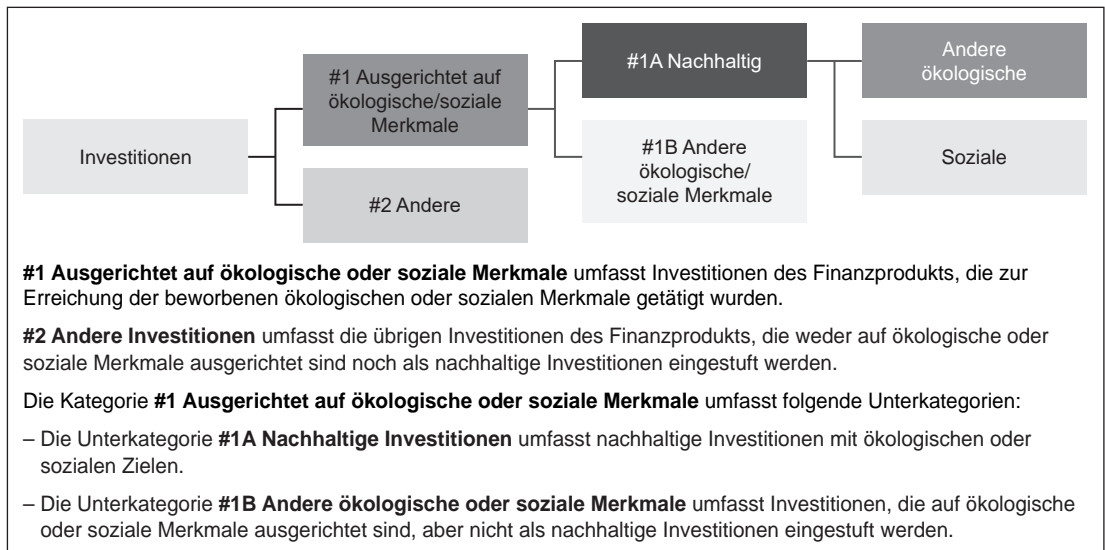 Investitionen
#1 Ausgerichtet auf
ökologische/soziale
Merkmale
#2 Andere
#1A Nachhaltig
#1B Andere
ökologische/
soziale Merkmale
Andere
ökologische
Soziale
#1 Ausgerichtet auf ökologische oder soziale Merkmale umfasst Investitionen des Finanzprodukts, die zur
Erreichung der beworbenen ökologischen oder sozialen Merkmale getätigt wurden.
#2 Andere Investitionen umfasst die übrigen Investitionen des Finanzprodukts, die weder auf ökologische oder
soziale Merkmale ausgerichtet sind noch als nachhaltige Investitionen eingestuft werden.
Die Kategorie #1 Ausgerichtet auf ökologische oder soziale Merkmale umfasst folgende Unterkategorien:
– Die Unterkategorie #1A Nachhaltige Investitionen umfasst nachhaltige Investitionen mit ökologischen oder
sozialen Zielen.
– Die Unterkategorie #1B Andere ökologische oder soziale Merkmale umfasst Investitionen, die auf ökologische
oder soziale Merkmale ausgerichtet sind, aber nicht als nachhaltige Investitionen eingestuft werden.